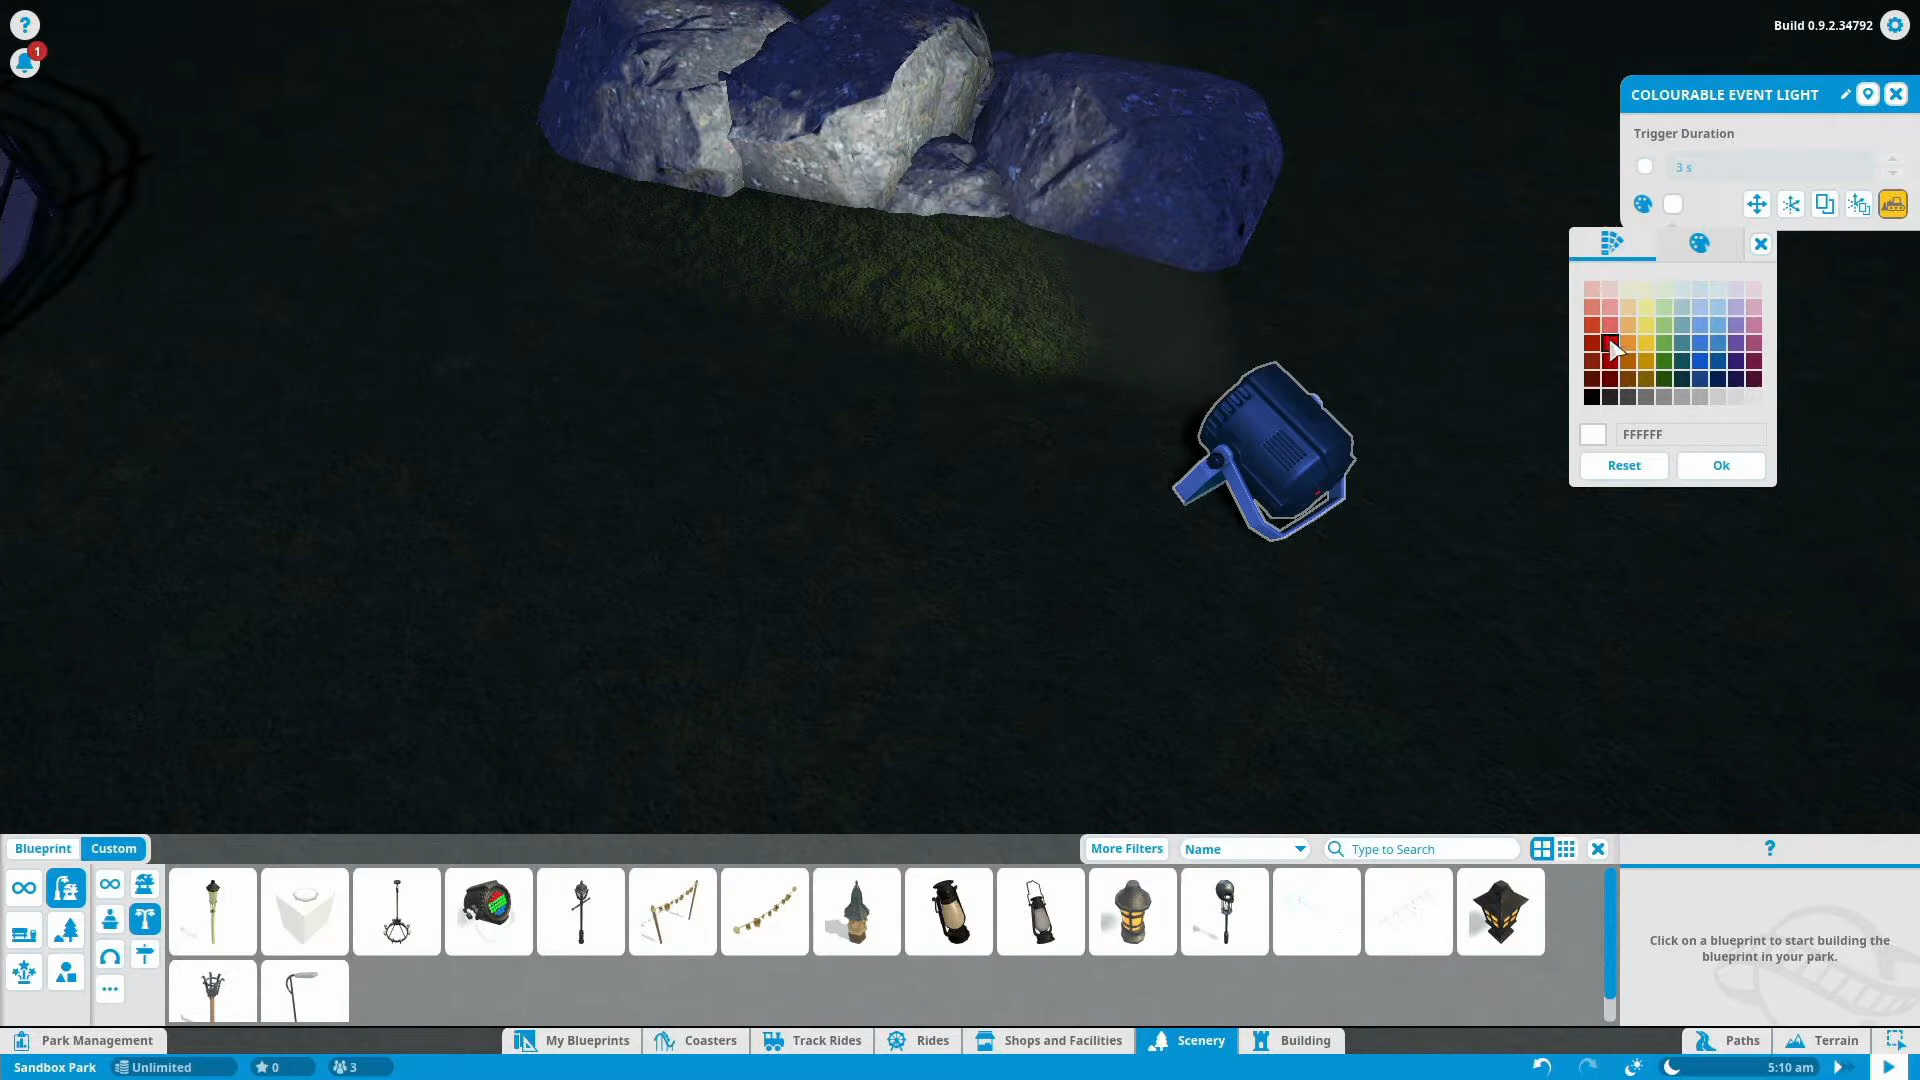 ?
Build 0.9.2.34792
1
COLOURABLE EVENT LIGHT
Trigger Duration
3 s
FFFFFF
Reset
Ok
Blueprint
Custom
More Filters
Name
Type to Search
?
Click on a blueprint to start building the
blueprint in your park.
Park Management
My Blueprints
Coasters
Track Rides
Rides
Shops and Facilities
Scenery
Building
Paths
Terrain
Sandbox Park
Unlimited
0
3
5:10 am